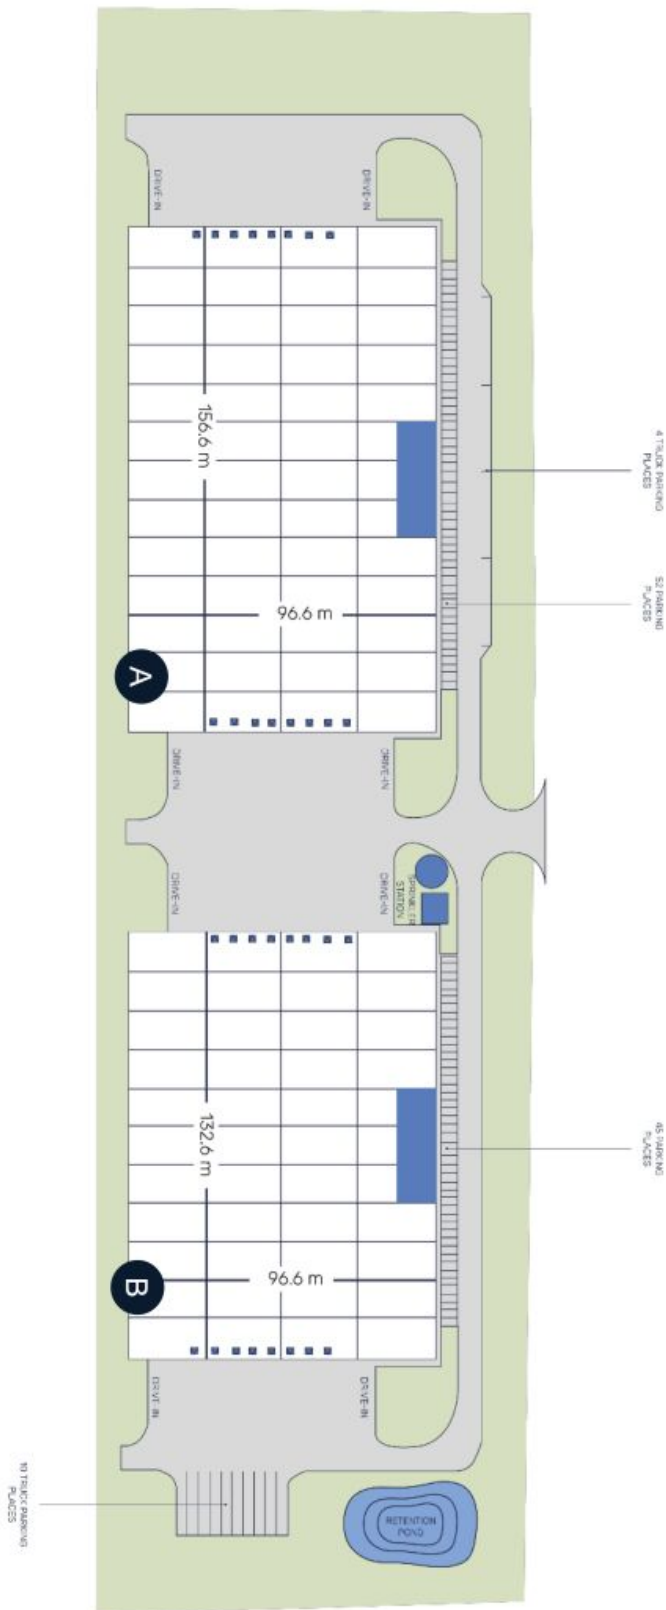 DRIVE-IN
DRIVE-IN
4 TRUCK PARKING
PLACES
156.6 m
52 PARKING
PLACES
96.6 m
A
DRIVE-IN
DRIVE-IN
DRIVE-IN
DRIVE-IN
SPRINKLER
STATION
132.6 m
45 PARKING
PLACES
96.6 m
B
DRIVE-IN
DRIVE-IN
10 TRUCK PARKING
PLACES
RETENTION
POND